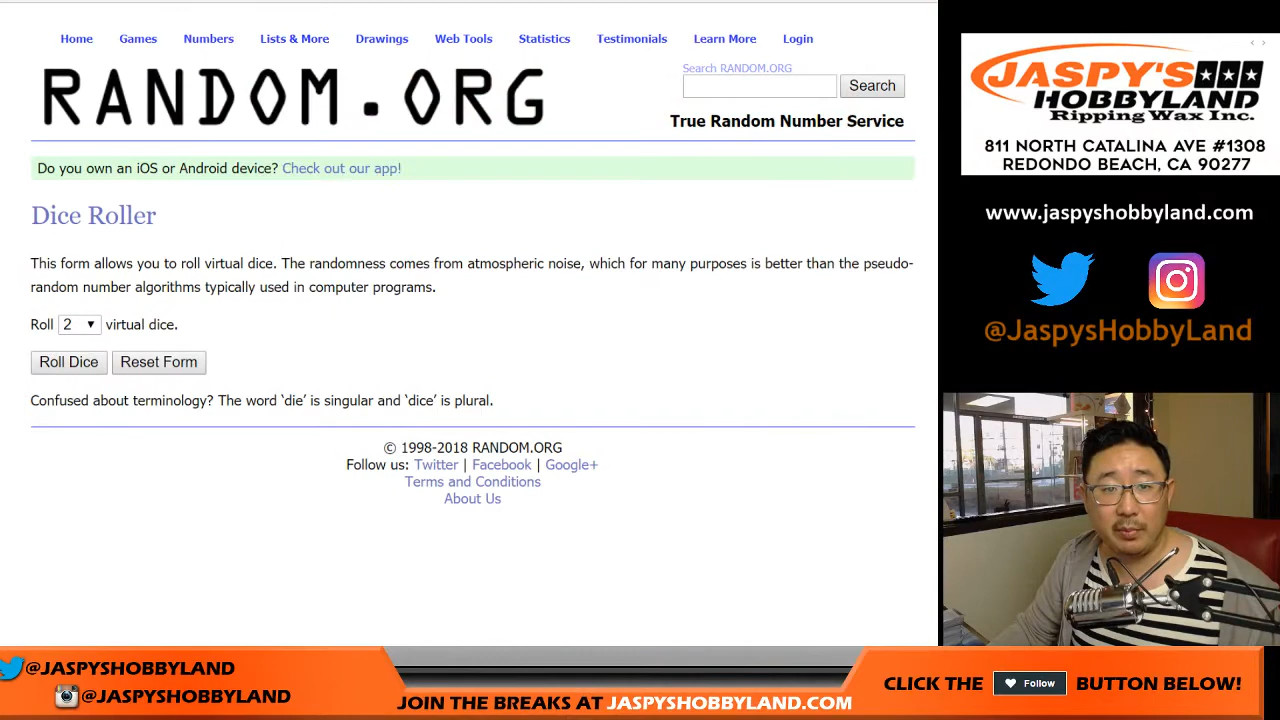 Home Games Numbers Lists & More Drawings Web Tools Statistics Testimonials Learn More Login
RANDOM.ORG
Search RANDOM.ORG
Search
True Random Number Service
Do you own an iOS or Android device? Check out our app!
Dice Roller
This form allows you to roll virtual dice. The randomness comes from atmospheric noise, which for many purposes is better than the pseudo-
random number algorithms typically used in computer programs.
Roll 2 virtual dice.
Roll Dice Reset Form
Confused about terminology? The word ‘die’ is singular and ‘dice’ is plural.
© 1998-2018 RANDOM.ORG
Follow us: Twitter | Facebook | Google+
Terms and Conditions
About Us
JASPY'S
HOBBYLAND
Ripping Wax Inc.
811 NORTH CATALINA AVE #1308
REDONDO BEACH, CA 90277
www.jaspyshobbyland.com
@JaspysHobbyLand
@JASPYSHOBBYLAND
@JASPYSHOBBYLAND
JOIN THE BREAKS AT JASPYSHOBBYLAND.COM
CLICK THE Follow BUTTON BELOW!